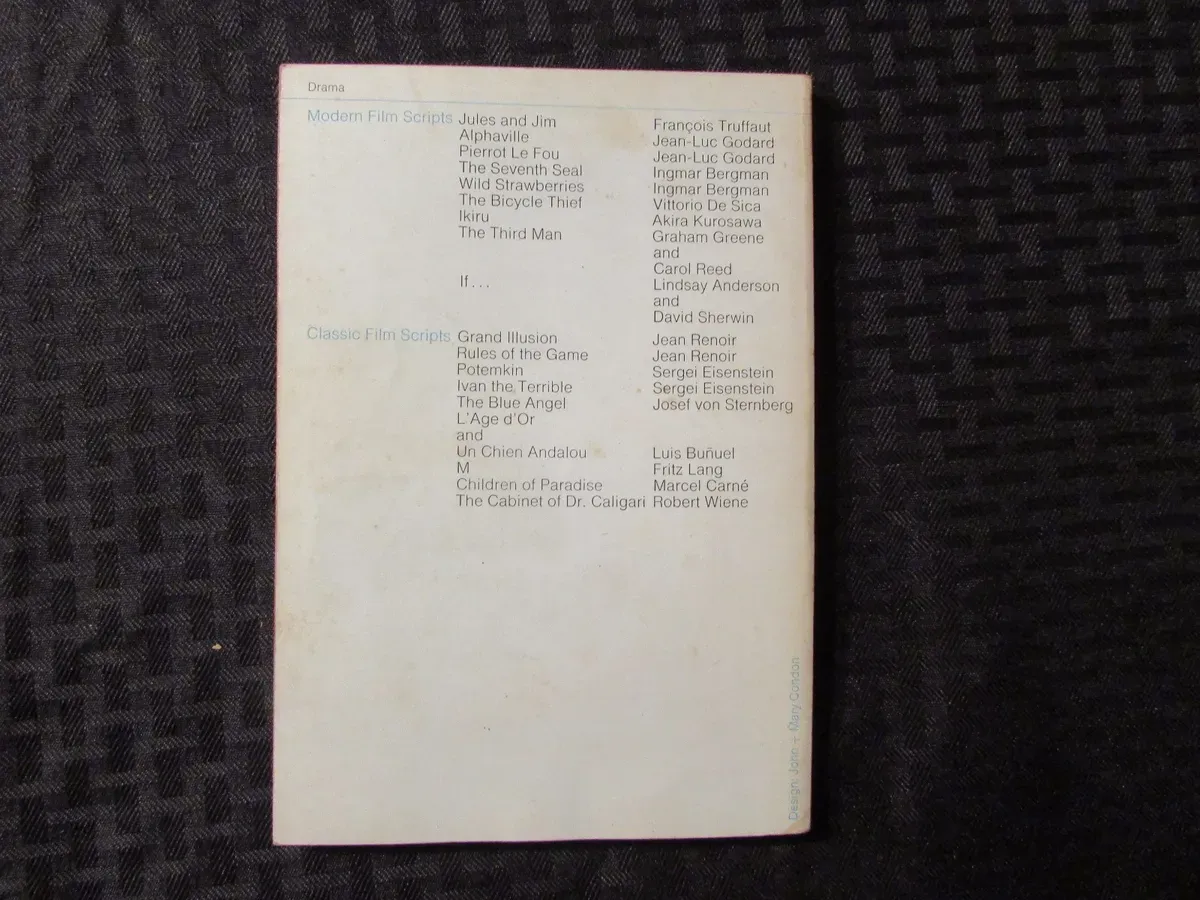 Drama
Modern Film Scripts Jules and Jim François Truffaut
Alphaville Jean-Luc Godard
Pierrot Le Fou Jean-Luc Godard
The Seventh Seal Ingmar Bergman
Wild Strawberries Ingmar Bergman
The Bicycle Thief Vittorio De Sica
Ikiru Akira Kurosawa
The Third Man Graham Greene
and
Carol Reed
If... Lindsay Anderson
and
David Sherwin
Classic Film Scripts Grand Illusion Jean Renoir
Rules of the Game Jean Renoir
Potemkin Sergei Eisenstein
Ivan the Terrible Sergei Eisenstein
The Blue Angel Josef von Sternberg
L'Age d'Or
and
Un Chien Andalou Luis Buñuel
M Fritz Lang
Children of Paradise Marcel Carné
The Cabinet of Dr. Caligari Robert Wiene
Design: John + Mary Condon